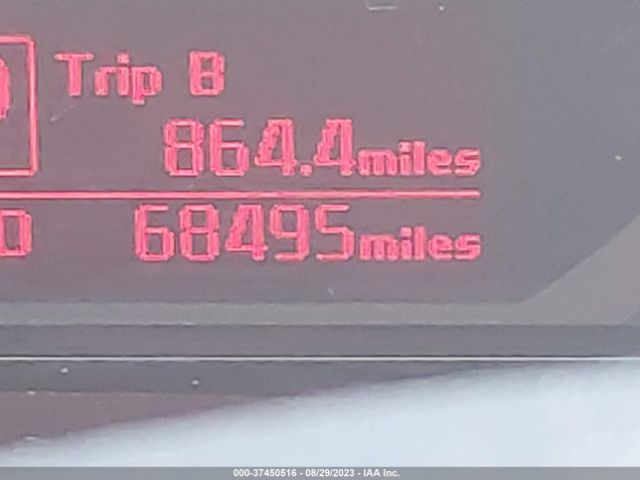 Trip B
864.4miles
68495miles
000-37450516 - 08/29/2023 - IAA Inc.